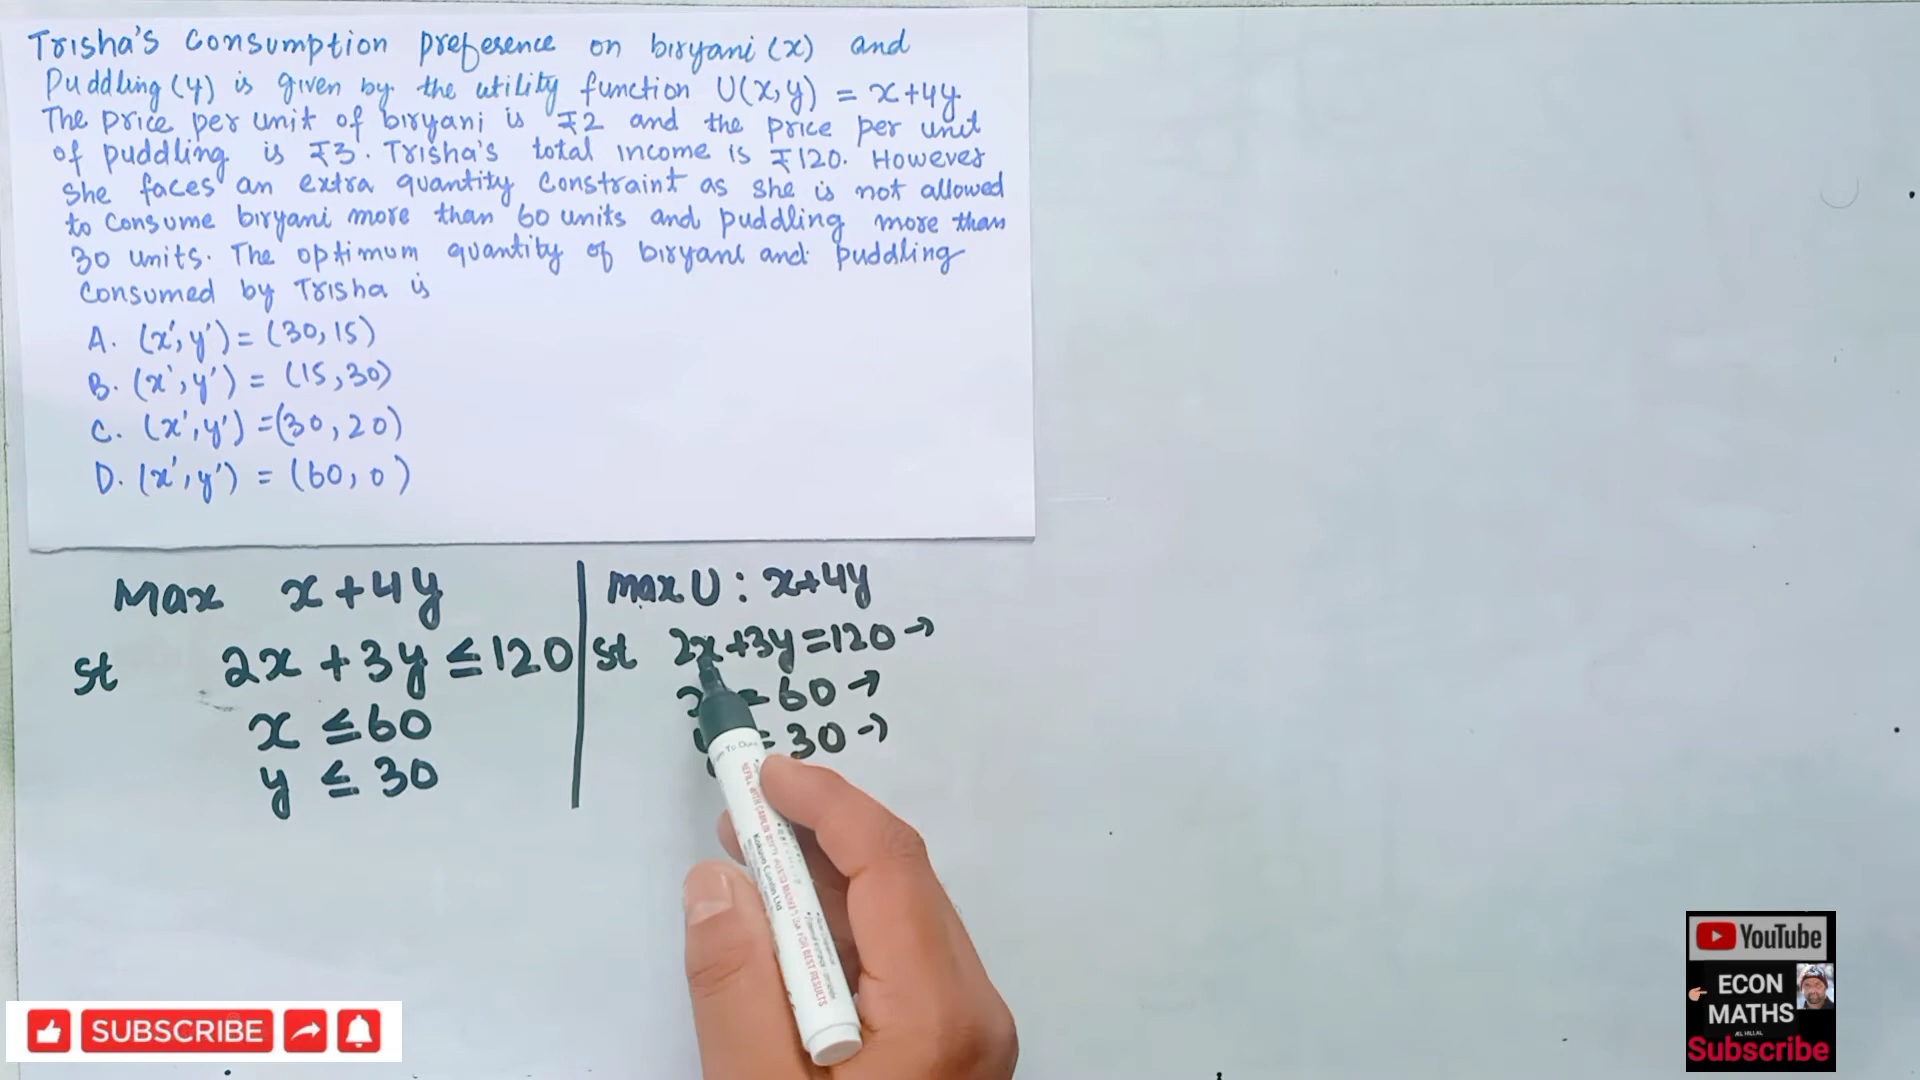 Trisha's consumption preference on biryani (x) and
Puddling (y) is given by the utility function U(x,y) = x+4y
The price per unit of biryani is ₹2 and the price per unit
of puddling is ₹3. Trisha's total income is ₹120. However
She faces an extra quantity constraint as she is not allowed
to consume biryani more than 60 units and puddling more than
30 units. The optimum quantity of biryani and puddling
consumed by Trisha is
A. (x', y') = (30, 15)
B. (x', y') = (15, 30)
C. (x', y') = (30, 20)
D. (x', y') = (60, 0)
Max x+4y
st 2x + 3y ≤ 120
x ≤ 60
y ≤ 30
max U : x+4y
st 2x+3y=120→
= 60→
= 30→
Kokuyo Camlin Ltd
SUBSCRIBE
YouTube
ECON
MATHS
AL HILLAL
Subscribe